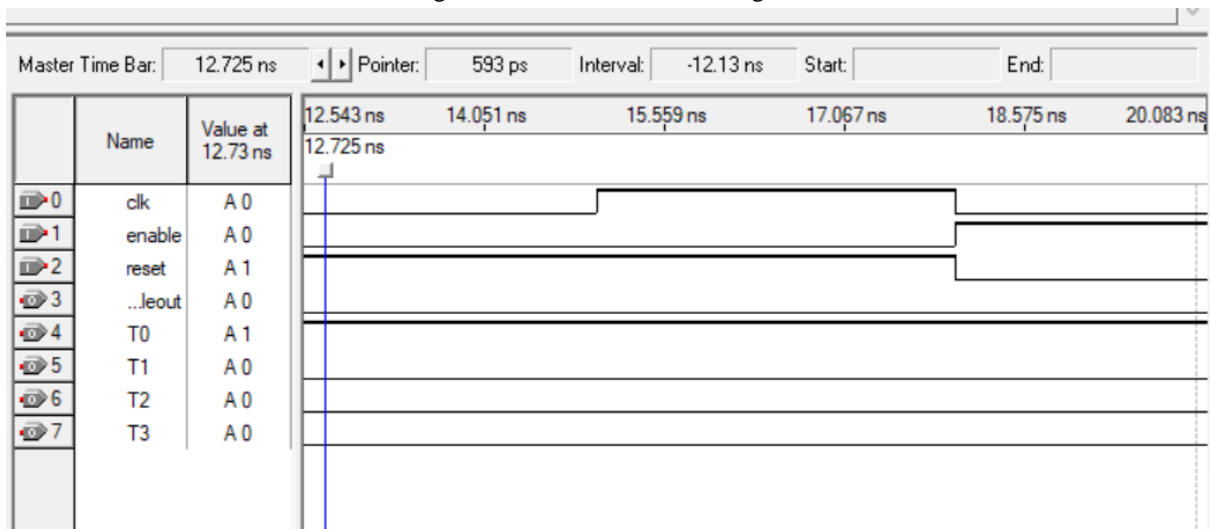 Master Time Bar: 12.725 ns Pointer: 593 ps Interval: -12.13 ns Start: End:
Name Value at 12.73 ns 12.543 ns 14.051 ns 15.559 ns 17.067 ns 18.575 ns 20.083 ns
12.725 ns
0 clk A 0
1 enable A 0
2 reset A 1
3 ...leout A 0
4 T0 A 1
5 T1 A 0
6 T2 A 0
7 T3 A 0